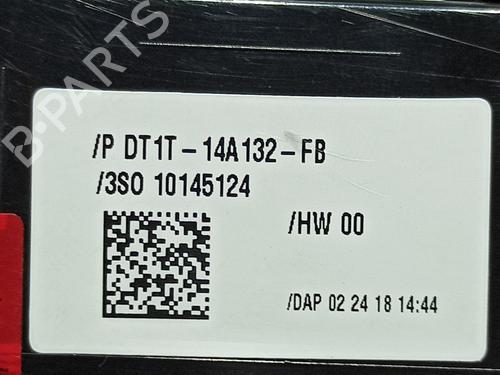 B-PARTS
/P DT1T-14A132-FB
/3SO 10145124
/HW 00
/DAP 02 24 18 14:44